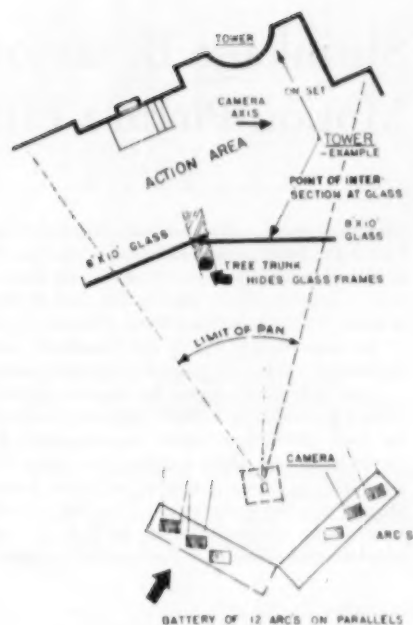 TOWER
CAMERA
AXIS
ON SET
ACTION AREA
TOWER
-EXAMPLE
POINT OF INTER-
SECTION AT GLASS
8'X10' GLASS
8'X10'
GLASS
TREE TRUNK
HIDES GLASS FRAMES
LIMIT OF PAN
CAMERA
ARCS
BATTERY OF 12 ARCS ON PARALLELS